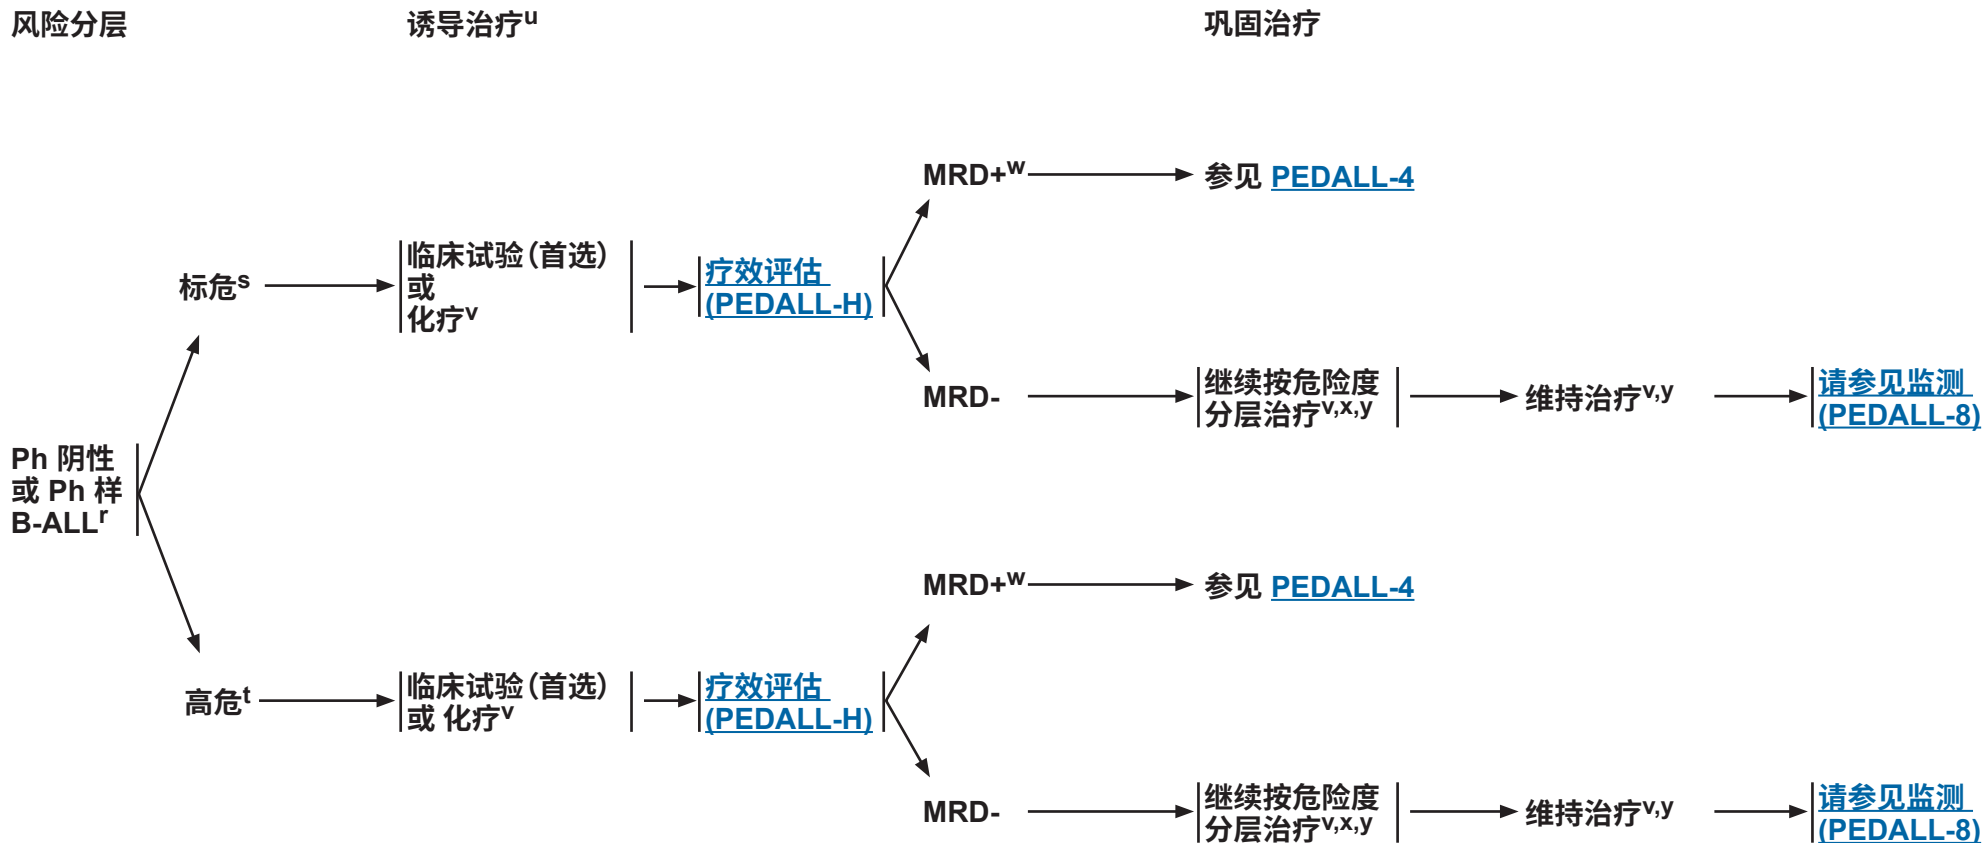 风险分层
诱导治疗u
巩固治疗
MRD+w
参见 PEDALL-4
标危s
临床试验（首选）
或
化疗v
疗效评估
(PEDALL-H)
MRD-
继续按危险度
分层治疗v,x,y
维持治疗v,y
请参见监测
(PEDALL-8)
Ph 阴性
或 Ph 样
B-ALLr
MRD+w
参见 PEDALL-4
高危t
临床试验（首选）
或 化疗v
疗效评估
(PEDALL-H)
MRD-
继续按危险度
分层治疗v,x,y
维持治疗v,y
请参见监测
(PEDALL-8)